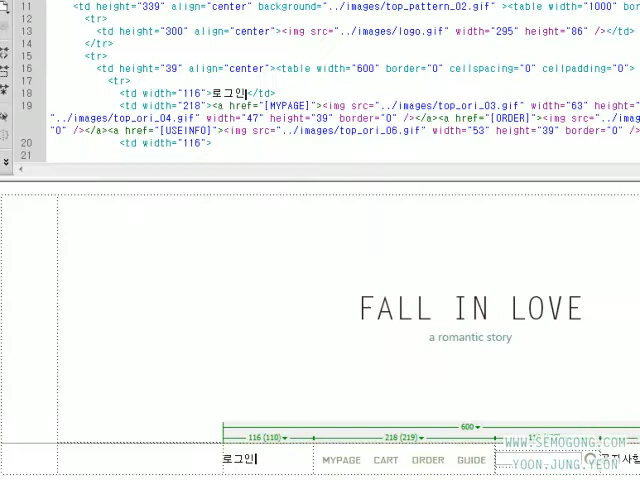 11 <td height="339" align="center" background="../images/top_pattern_02.gif" ><table width="1000" bor
12 <tr>
13 <td height="300" align="center"><img src="../images/logo.gif" width="295" height="86" /></td>
14 </tr>
15 <tr>
16 <td height="39" align="center"><table width="600" border="0" cellspacing="0" cellpadding="0">
17 <tr>
18 <td width="116">로그인</td>
19 <td width="218"><a href="[MYPAGE]"><img src="../images/top_ori_03.gif" width="63" height=
"../images/top_ori_04.gif" width="47" height="39" border="0" /></a><a href="[ORDER]"><img src="../image
"0" /></a><a href="[USEINFO]"><img src="../images/top_ori_06.gif" width="53" height="39" border="0" /
20 <td width="116">
21
FALL IN LOVE
a romantic story
600
116 (110) 218 (219)
로그인 MYPAGE CART ORDER GUIDE
WWW.SEMOGONG.COM
YOON.JUNG.YEON